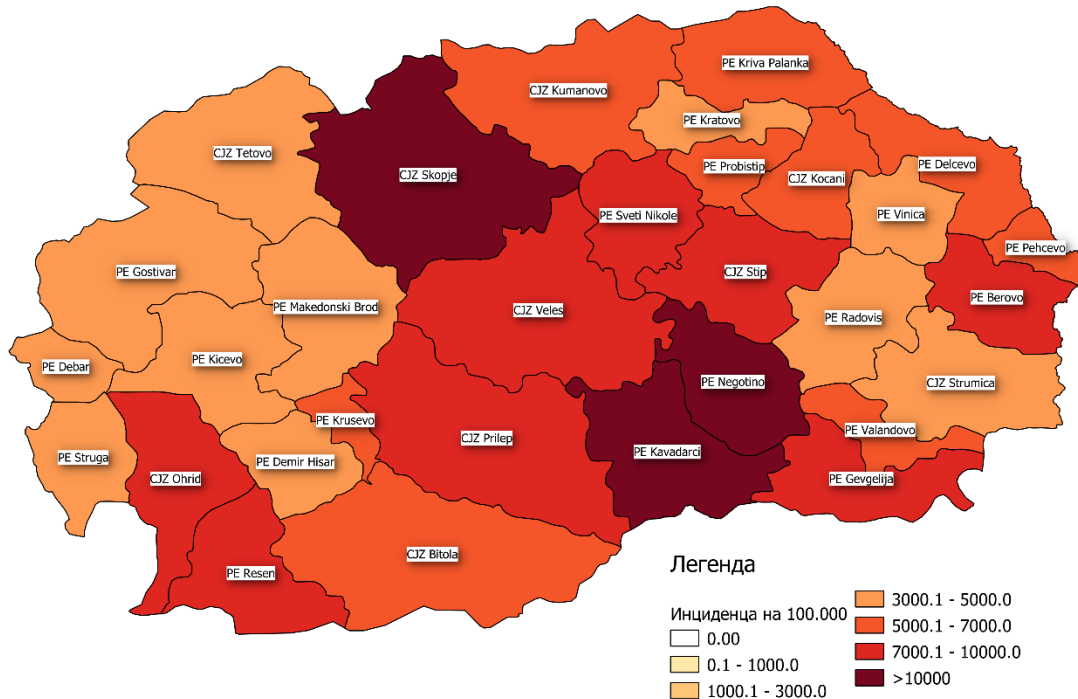 PE Kriva Palanka
CJZ Kumanovo
PE Kratovo
CJZ Tetovo
PE Probistip
PE Delcevo
CJZ Skopje
CJZ Kocani
PE Sveti Nikole
PE Vinica
PE Pehcevo
PE Gostivar
CJZ Stip
PE Berovo
PE Makedonski Brod
CJZ Veles
PE Radovis
PE Kicevo
PE Debar
PE Negotino
CJZ Strumica
PE Krusevo
PE Valandovo
CJZ Prilep
PE Kavadarci
PE Struga
PE Demir Hisar
CJZ Ohrid
PE Gevgelija
CJZ Bitola
PE Resen
Легенда
Инциденца на 100.000
0.00
0.1 - 1000.0
1000.1 - 3000.0
3000.1 - 5000.0
5000.1 - 7000.0
7000.1 - 10000.0
>10000